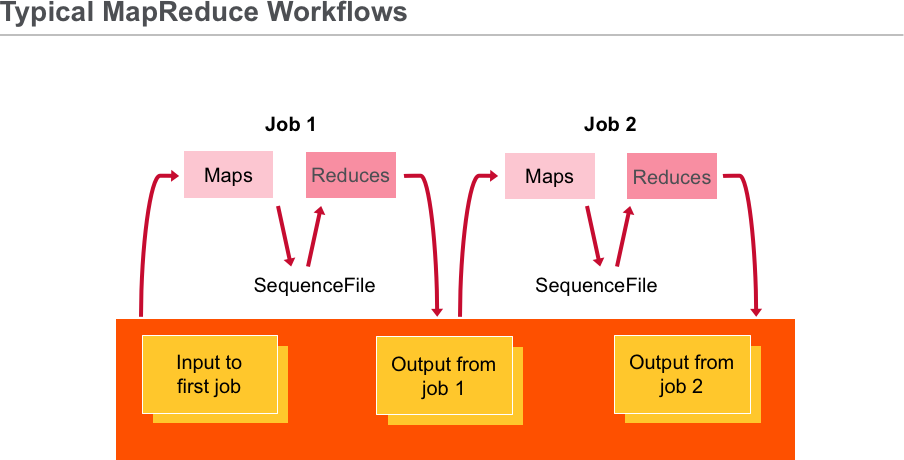 Typical MapReduce Workflows
Job 1
Job 2
Maps
Reduces
Maps
Reduces
SequenceFile
SequenceFile
Input to
first job
Output from
job 1
Output from
job 2